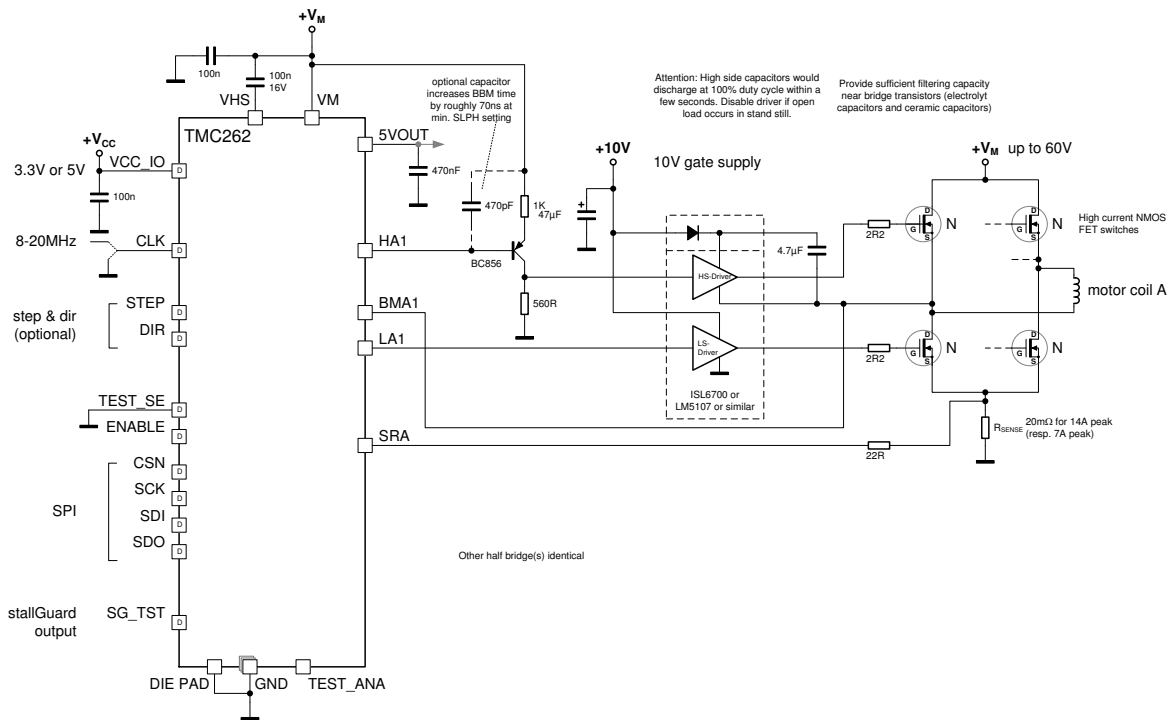 +VM
100n
100n
16V
VHS
VM
TMC262
5VOUT
optional capacitor
increases BBM time
by roughly 70ns at
min. SLPH setting
Attention: High side capacitors would
discharge at 100% duty cycle within a
few seconds. Disable driver if open
load occurs in stand still.
Provide sufficient filtering capacity
near bridge transistors (electrolyt
capacitors and ceramic capacitors)
+VCC
3.3V or 5V
VCC_IO
D
100n
470nF
470pF
1K
47µF
+10V
10V gate supply
+VM up to 60V
+
8-20MHz
CLK
D
HA1
BC856
560R
HS-Driver
4.7µF
2R2
D
G
S
N
D
G
S
N
High current NMOS
FET switches
motor coil A
step & dir
(optional)
STEP
D
DIR
D
BMA1
LA1
LS-
Driver
2R2
D
G
S
N
D
G
S
N
ISL6700 or
LM5107 or similar
TEST_SE
D
ENABLE
D
SRA
22R
RSENSE
20mΩ for 14A peak
(resp. 7A peak)
SPI
CSN
D
SCK
D
SDI
D
SDO
D
Other half bridge(s) identical
stallGuard
output
SG_TST
D
DIE PAD
GND
TEST_ANA